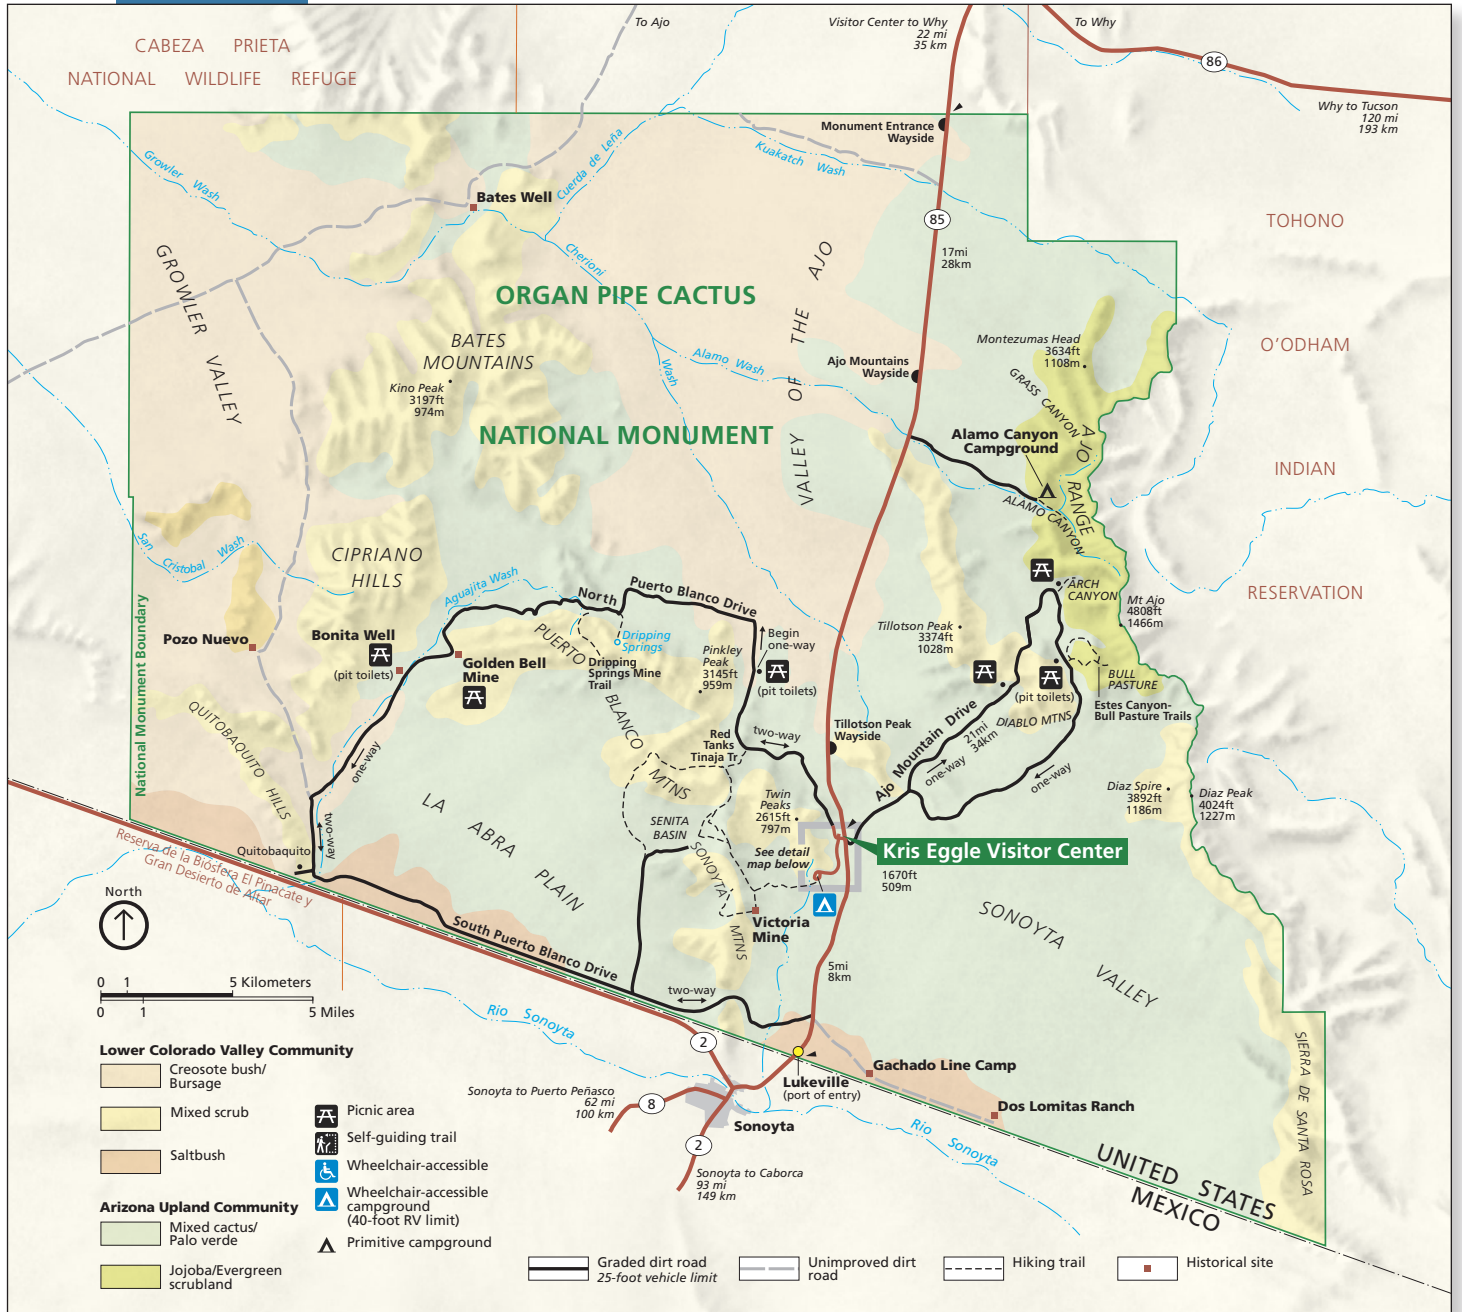 To Ajo
Visitor Center to Why
22 mi
35 km
To Why
86
Why to Tucson
120 mi
193 km
CABEZA PRIETA
NATIONAL WILDLIFE REFUGE
Monument Entrance
Wayside
Growler Wash
Cuerda de Leña
Kuakatch Wash
Bates Well
85
17mi
28km
TOHONO
O'ODHAM
INDIAN
RESERVATION
GROWLER VALLEY
Cherioni
Wash
ORGAN PIPE CACTUS
NATIONAL MONUMENT
VALLEY OF THE AJO
BATES
MOUNTAINS
Kino Peak
3197ft
974m
Alamo Wash
Ajo Mountains
Wayside
Montezumas Head
3634ft
1108m
GRASS CANYON
AJO RANGE
Alamo Canyon
Campground
ALAMO CANYON
San Cristobal Wash
CIPRIANO
HILLS
Aguajita Wash
North Puerto Blanco Drive
ARCH
CANYON
Mt Ajo
4808ft
1466m
National Monument Boundary
Pozo Nuevo
Bonita Well
(pit toilets)
Golden Bell
Mine
PUERTO BLANCO MTNS
Dripping
Springs
Dripping
Springs Mine
Trail
Pinkley
Peak
3145ft
959m
Begin
one-way
(pit toilets)
Tillotson Peak
3374ft
1028m
(pit toilets)
BULL
PASTURE
Estes Canyon-
Bull Pasture Trails
DIABLO MTNS
QUITOBAQUITO HILLS
one-way
Red
Tanks
Tinaja Tr
two-way
Tillotson Peak
Wayside
Ajo Mountain Drive
21mi
34km
one-way
one-way
Diaz Spire
3892ft
1186m
Diaz Peak
4024ft
1227m
LA ABRA PLAIN
Twin
Peaks
2615ft
797m
SENITA
BASIN
See detail
map below
Kris Eggle Visitor Center
1670ft
509m
two-way
Quitobaquito
Reserva de la Biósfera El Pinacate y
Gran Desierto de Altar
SONOYTA MTNS
Victoria
Mine
SONOYTA VALLEY
North
South Puerto Blanco Drive
5mi
8km
two-way
0 1 5 Kilometers
0 1 5 Miles
Rio Sonoyta
2
Gachado Line Camp
Lukeville
(port of entry)
Dos Lomitas Ranch
SIERRA DE SANTA ROSA
Sonoyta to Puerto Peñasco
62 mi
100 km
8
Sonoyta
2
Sonoyta to Caborca
93 mi
149 km
Rio Sonoyta
UNITED STATES
MEXICO
Lower Colorado Valley Community
Creosote bush/
Bursage
Mixed scrub
Saltbush
Arizona Upland Community
Mixed cactus/
Palo verde
Jojoba/Evergreen
scrubland
Picnic area
Self-guiding trail
Wheelchair-accessible
Wheelchair-accessible
campground
(40-foot RV limit)
Primitive campground
Graded dirt road
25-foot vehicle limit
Unimproved dirt
road
Hiking trail
Historical site